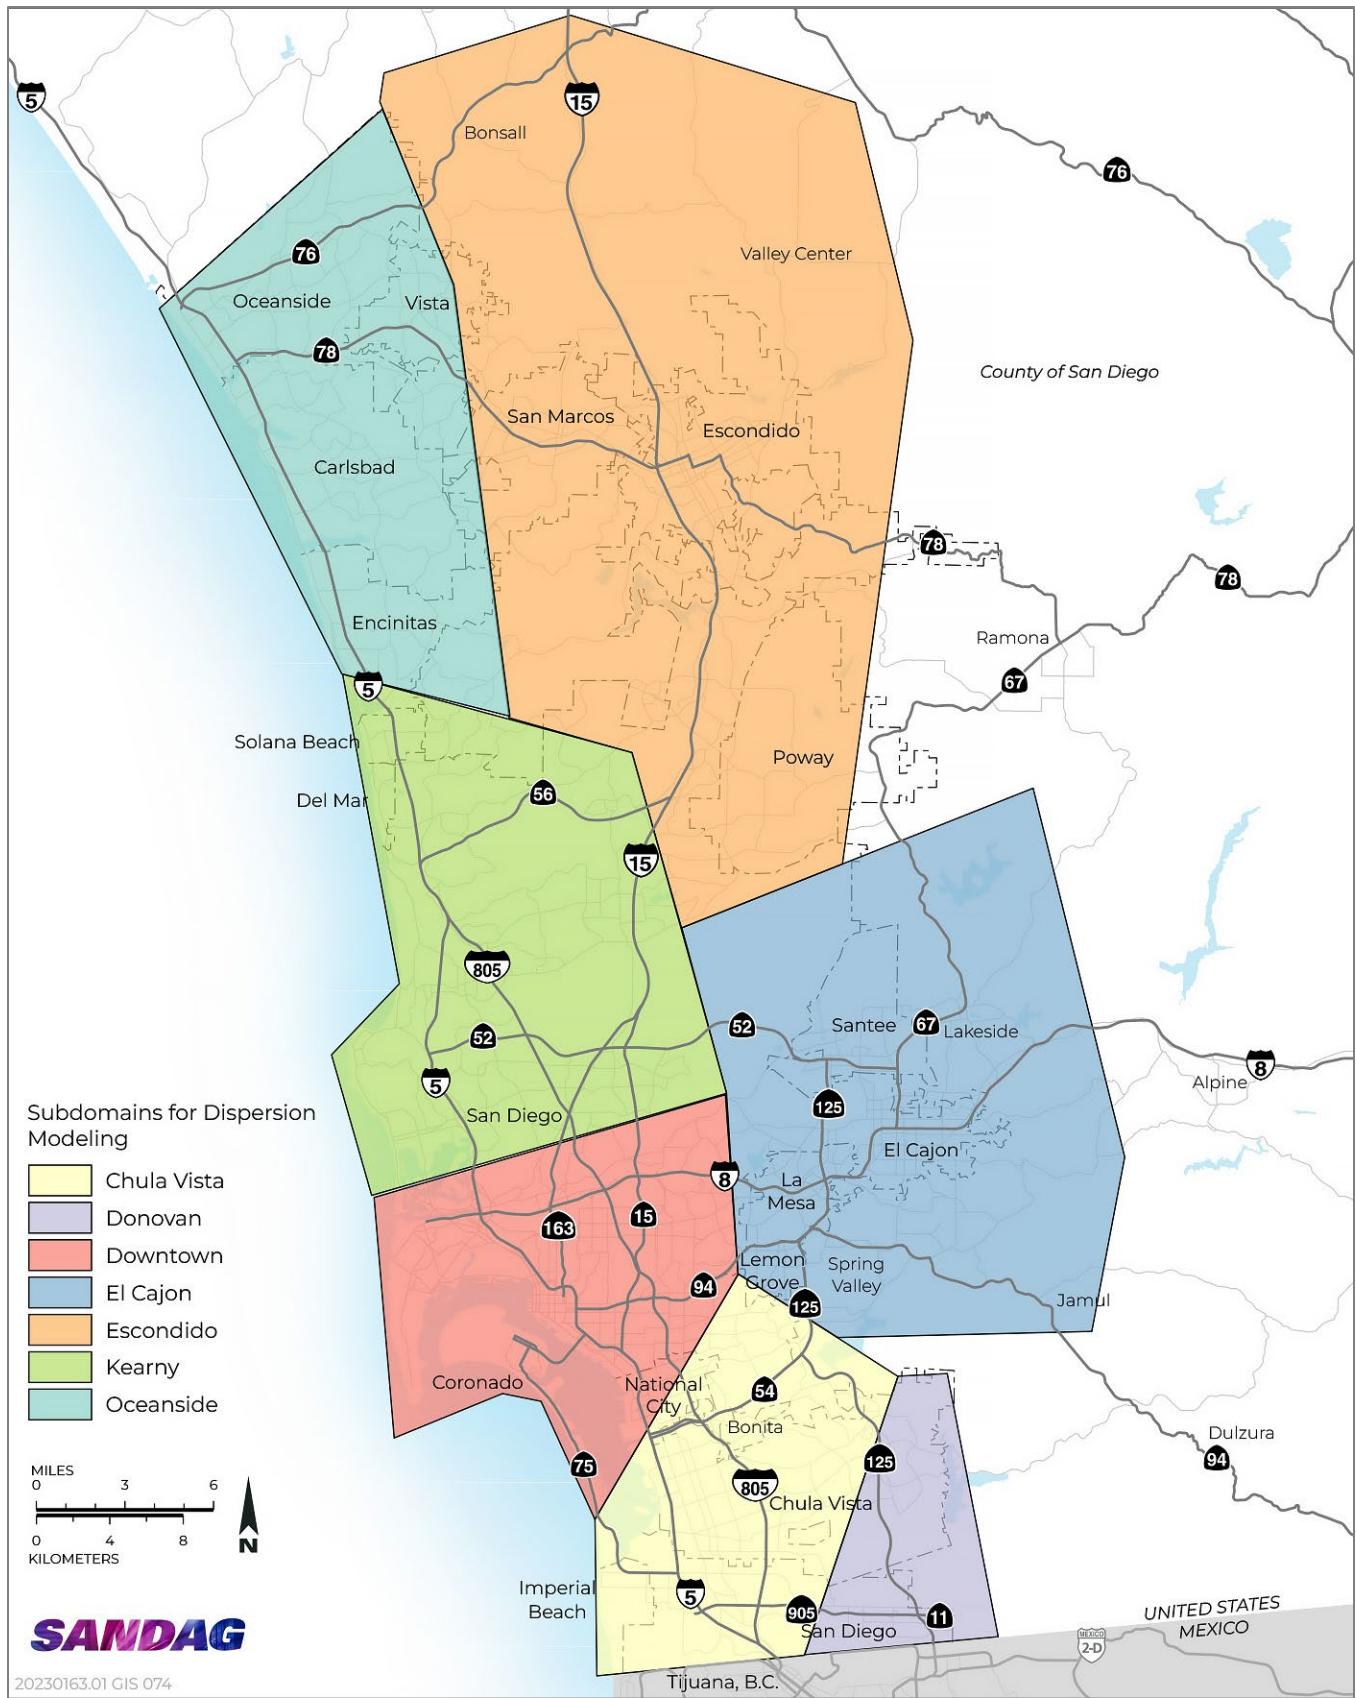 5
15
Bonsall
76
76
Valley Center
Oceanside
Vista
78
County of San Diego
San Marcos
Escondido
Carlsbad
78
78
Encinitas
Ramona
67
5
Solana Beach
Poway
Del Mar
56
15
805
52
52
Santee
67
Lakeside
5
8
Alpine
125
San Diego
El Cajon
8
La
Mesa
163
15
Lemon
Grove
Spring
Valley
94
125
Jamul
Coronado
National
City
54
Bonita
75
125
805
Chula Vista
Dulzura
94
Imperial
Beach
5
905
11
San Diego
UNITED STATES
MEXICO
MEXICO
2-D
Tijuana, B.C.
Subdomains for Dispersion
Modeling
Chula Vista
Donovan
Downtown
El Cajon
Escondido
Kearny
Oceanside
MILES
0 3 6
0 4 8
KILOMETERS
N
SANDAG
20230163.01 GIS 074